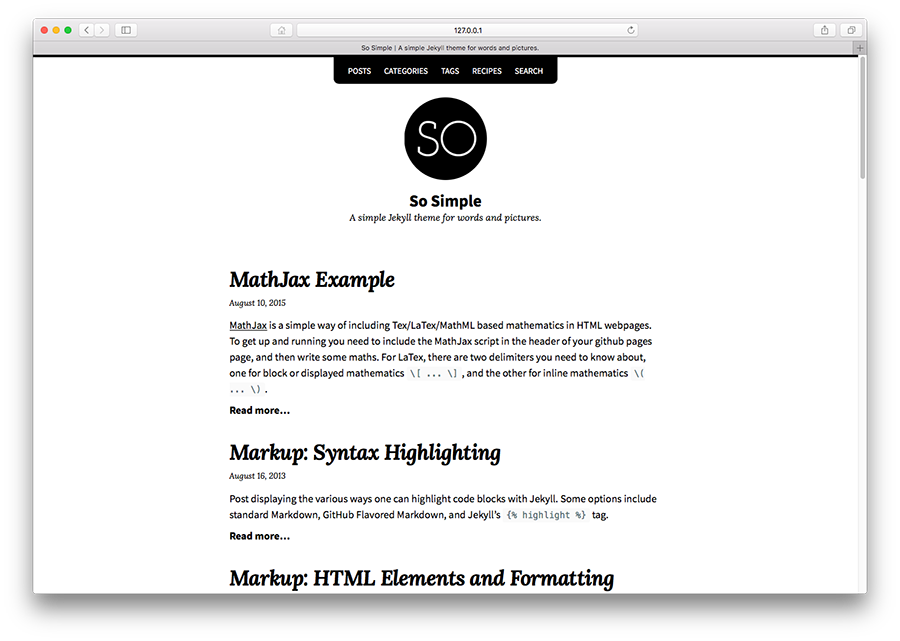 127.0.0.1
So Simple | A simple Jekyll theme for words and pictures.
POSTS CATEGORIES TAGS RECIPES SEARCH
SO
So Simple
A simple Jekyll theme for words and pictures.
MathJax Example
August 10, 2015
MathJax is a simple way of including Tex/LaTex/MathML based mathematics in HTML webpages.
To get up and running you need to include the MathJax script in the header of your github pages
page, and then write some maths. For LaTex, there are two delimiters you need to know about,
one for block or displayed mathematics \[ ... \] , and the other for inline mathematics \(
... \) .
Read more...
Markup: Syntax Highlighting
August 16, 2013
Post displaying the various ways one can highlight code blocks with Jekyll. Some options include
standard Markdown, GitHub Flavored Markdown, and Jekyll's {% highlight %} tag.
Read more...
Markup: HTML Elements and Formatting